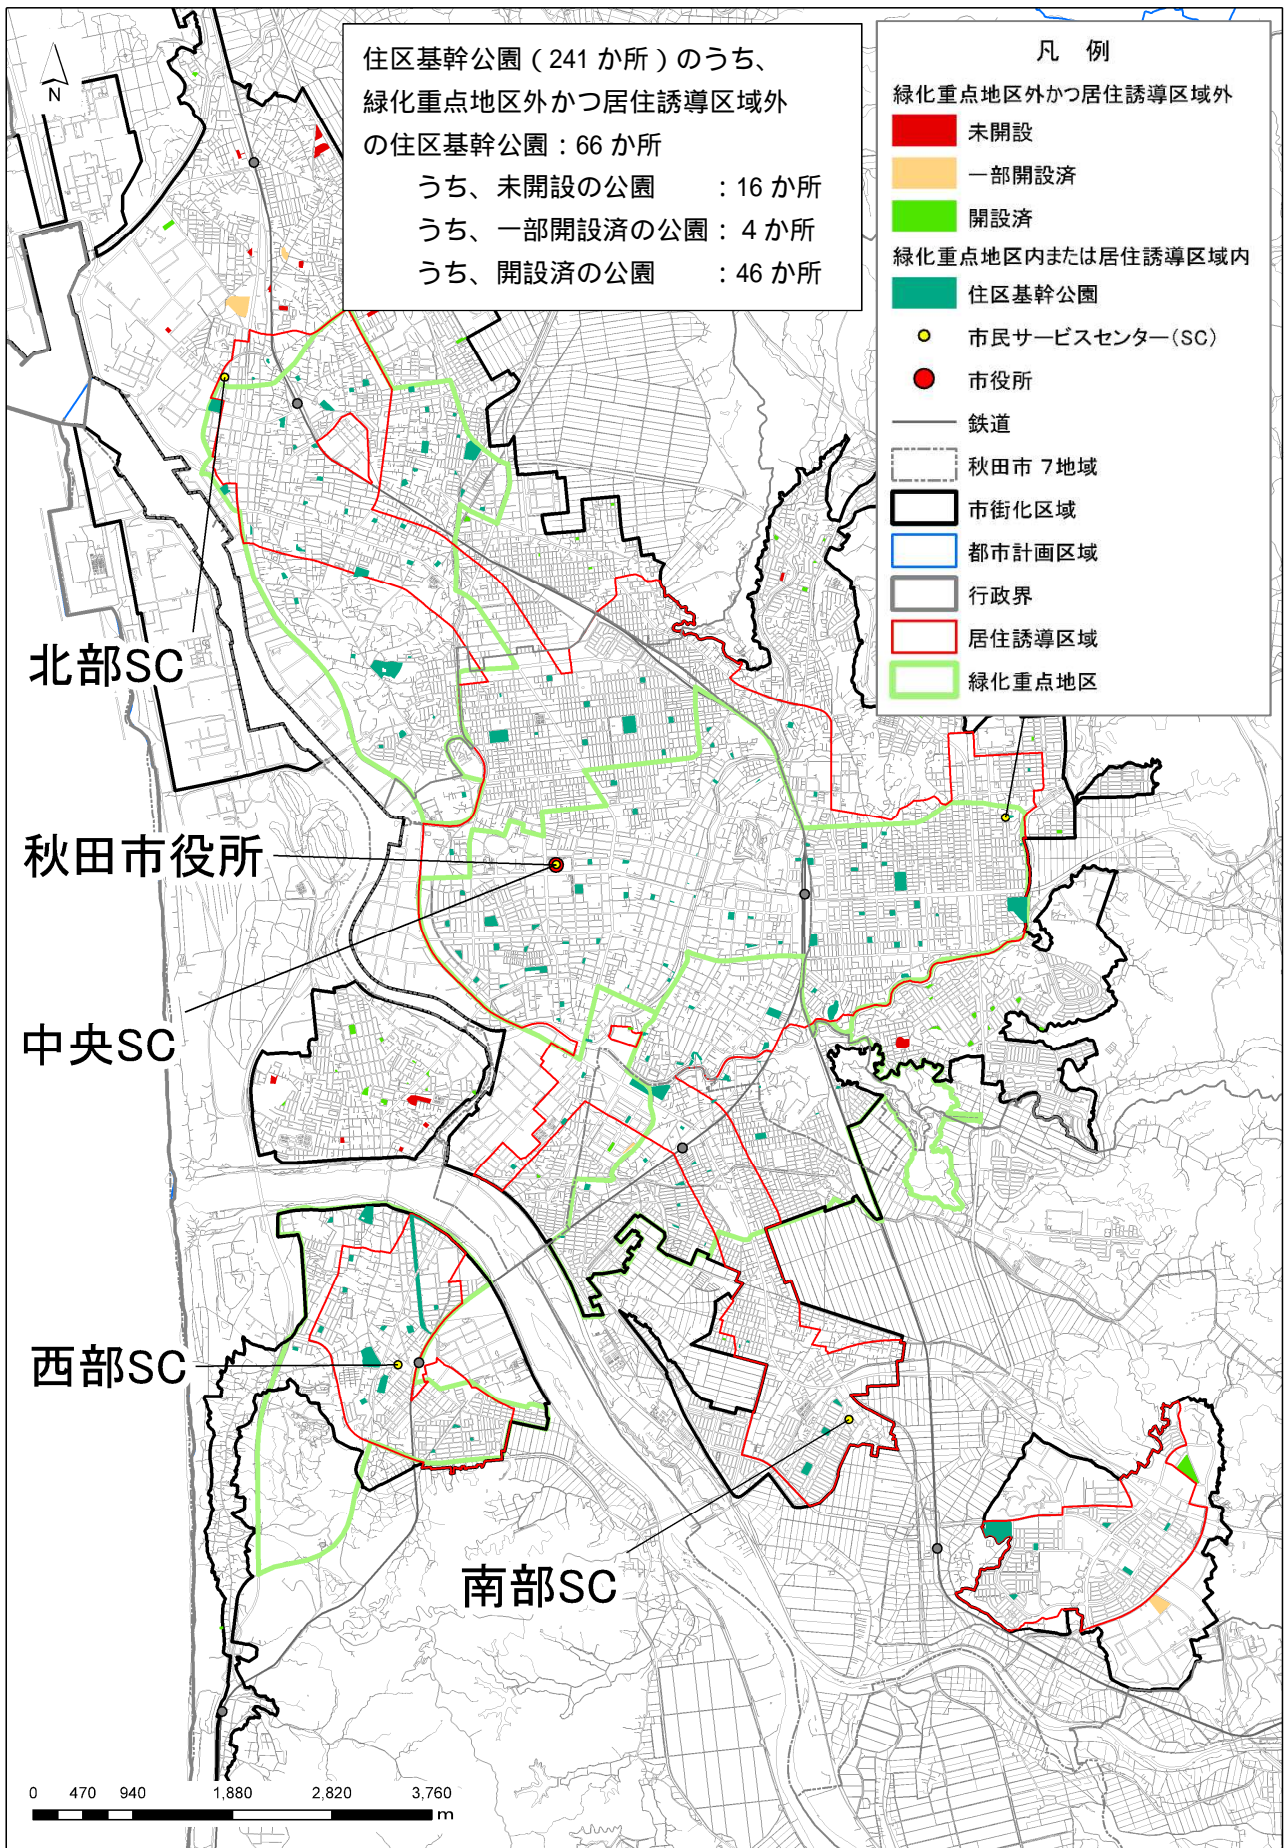 N
住区基幹公園（241 か所）のうち、
緑化重点地区外かつ居住誘導区域外
の住区基幹公園：66 か所
うち、未開設の公園　　：16 か所
うち、一部開設済の公園：4 か所
うち、開設済の公園　　：46 か所
凡 例
緑化重点地区外かつ居住誘導区域外
未開設
一部開設済
開設済
緑化重点地区内または居住誘導区域内
住区基幹公園
市民サービスセンター(SC)
市役所
鉄道
秋田市 7地域
市街化区域
都市計画区域
行政界
居住誘導区域
緑化重点地区
北部SC
秋田市役所
中央SC
西部SC
南部SC
0 470 940 1,880 2,820 3,760
m